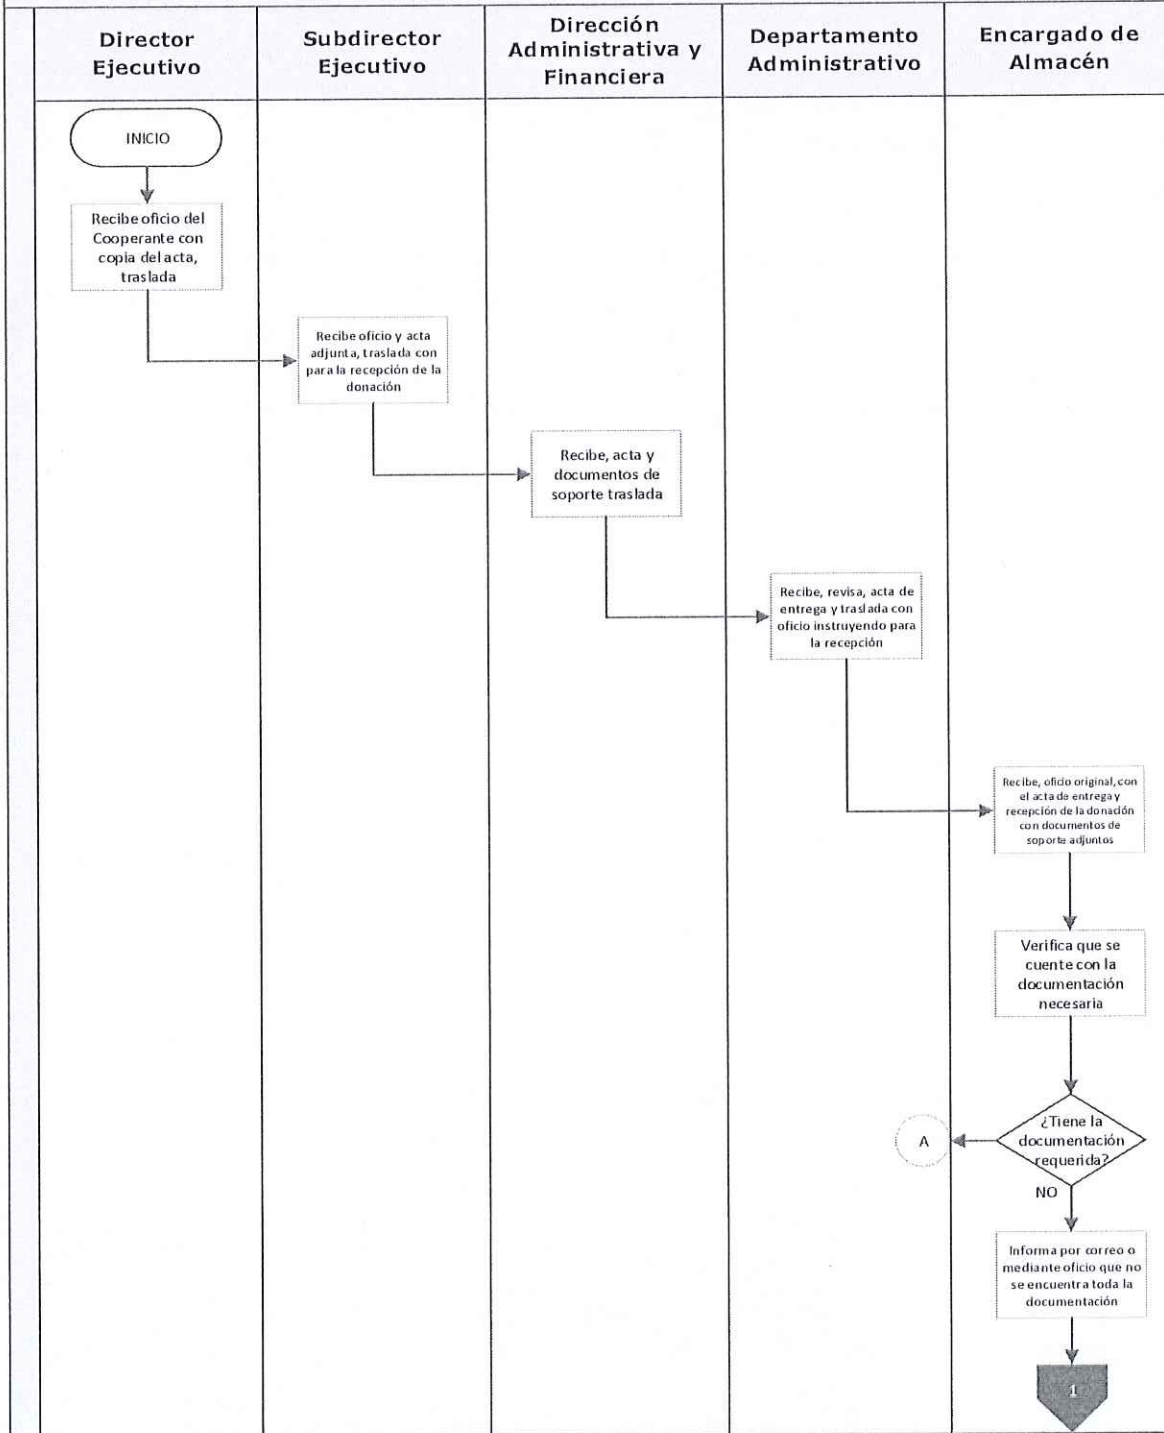 Director
Ejecutivo
Subdirector
Ejecutivo
Dirección
Administrativa y
Financiera
Departamento
Administrativo
Encargado de
Almacén
INICIO
Recibe oficio del
Cooperante con
copia del acta,
traslada
Recibe oficio y acta
adjunta, traslada con
para la recepción de la
donación
Recibe, acta y
documentos de
soporte traslada
Recibe, revisa, acta de
entrega y traslada con
oficio instruyendo para
la recepción
Recibe, oficio original, con
el acta de entrega y
recepción de la donación
con documentos de
soporte adjuntos
Verifica que se
cuente con la
documentación
necesaria
¿Tiene la
documentación
requerida?
A
NO
Informa por correo o
mediante oficio que no
se encuentra toda la
documentación
1